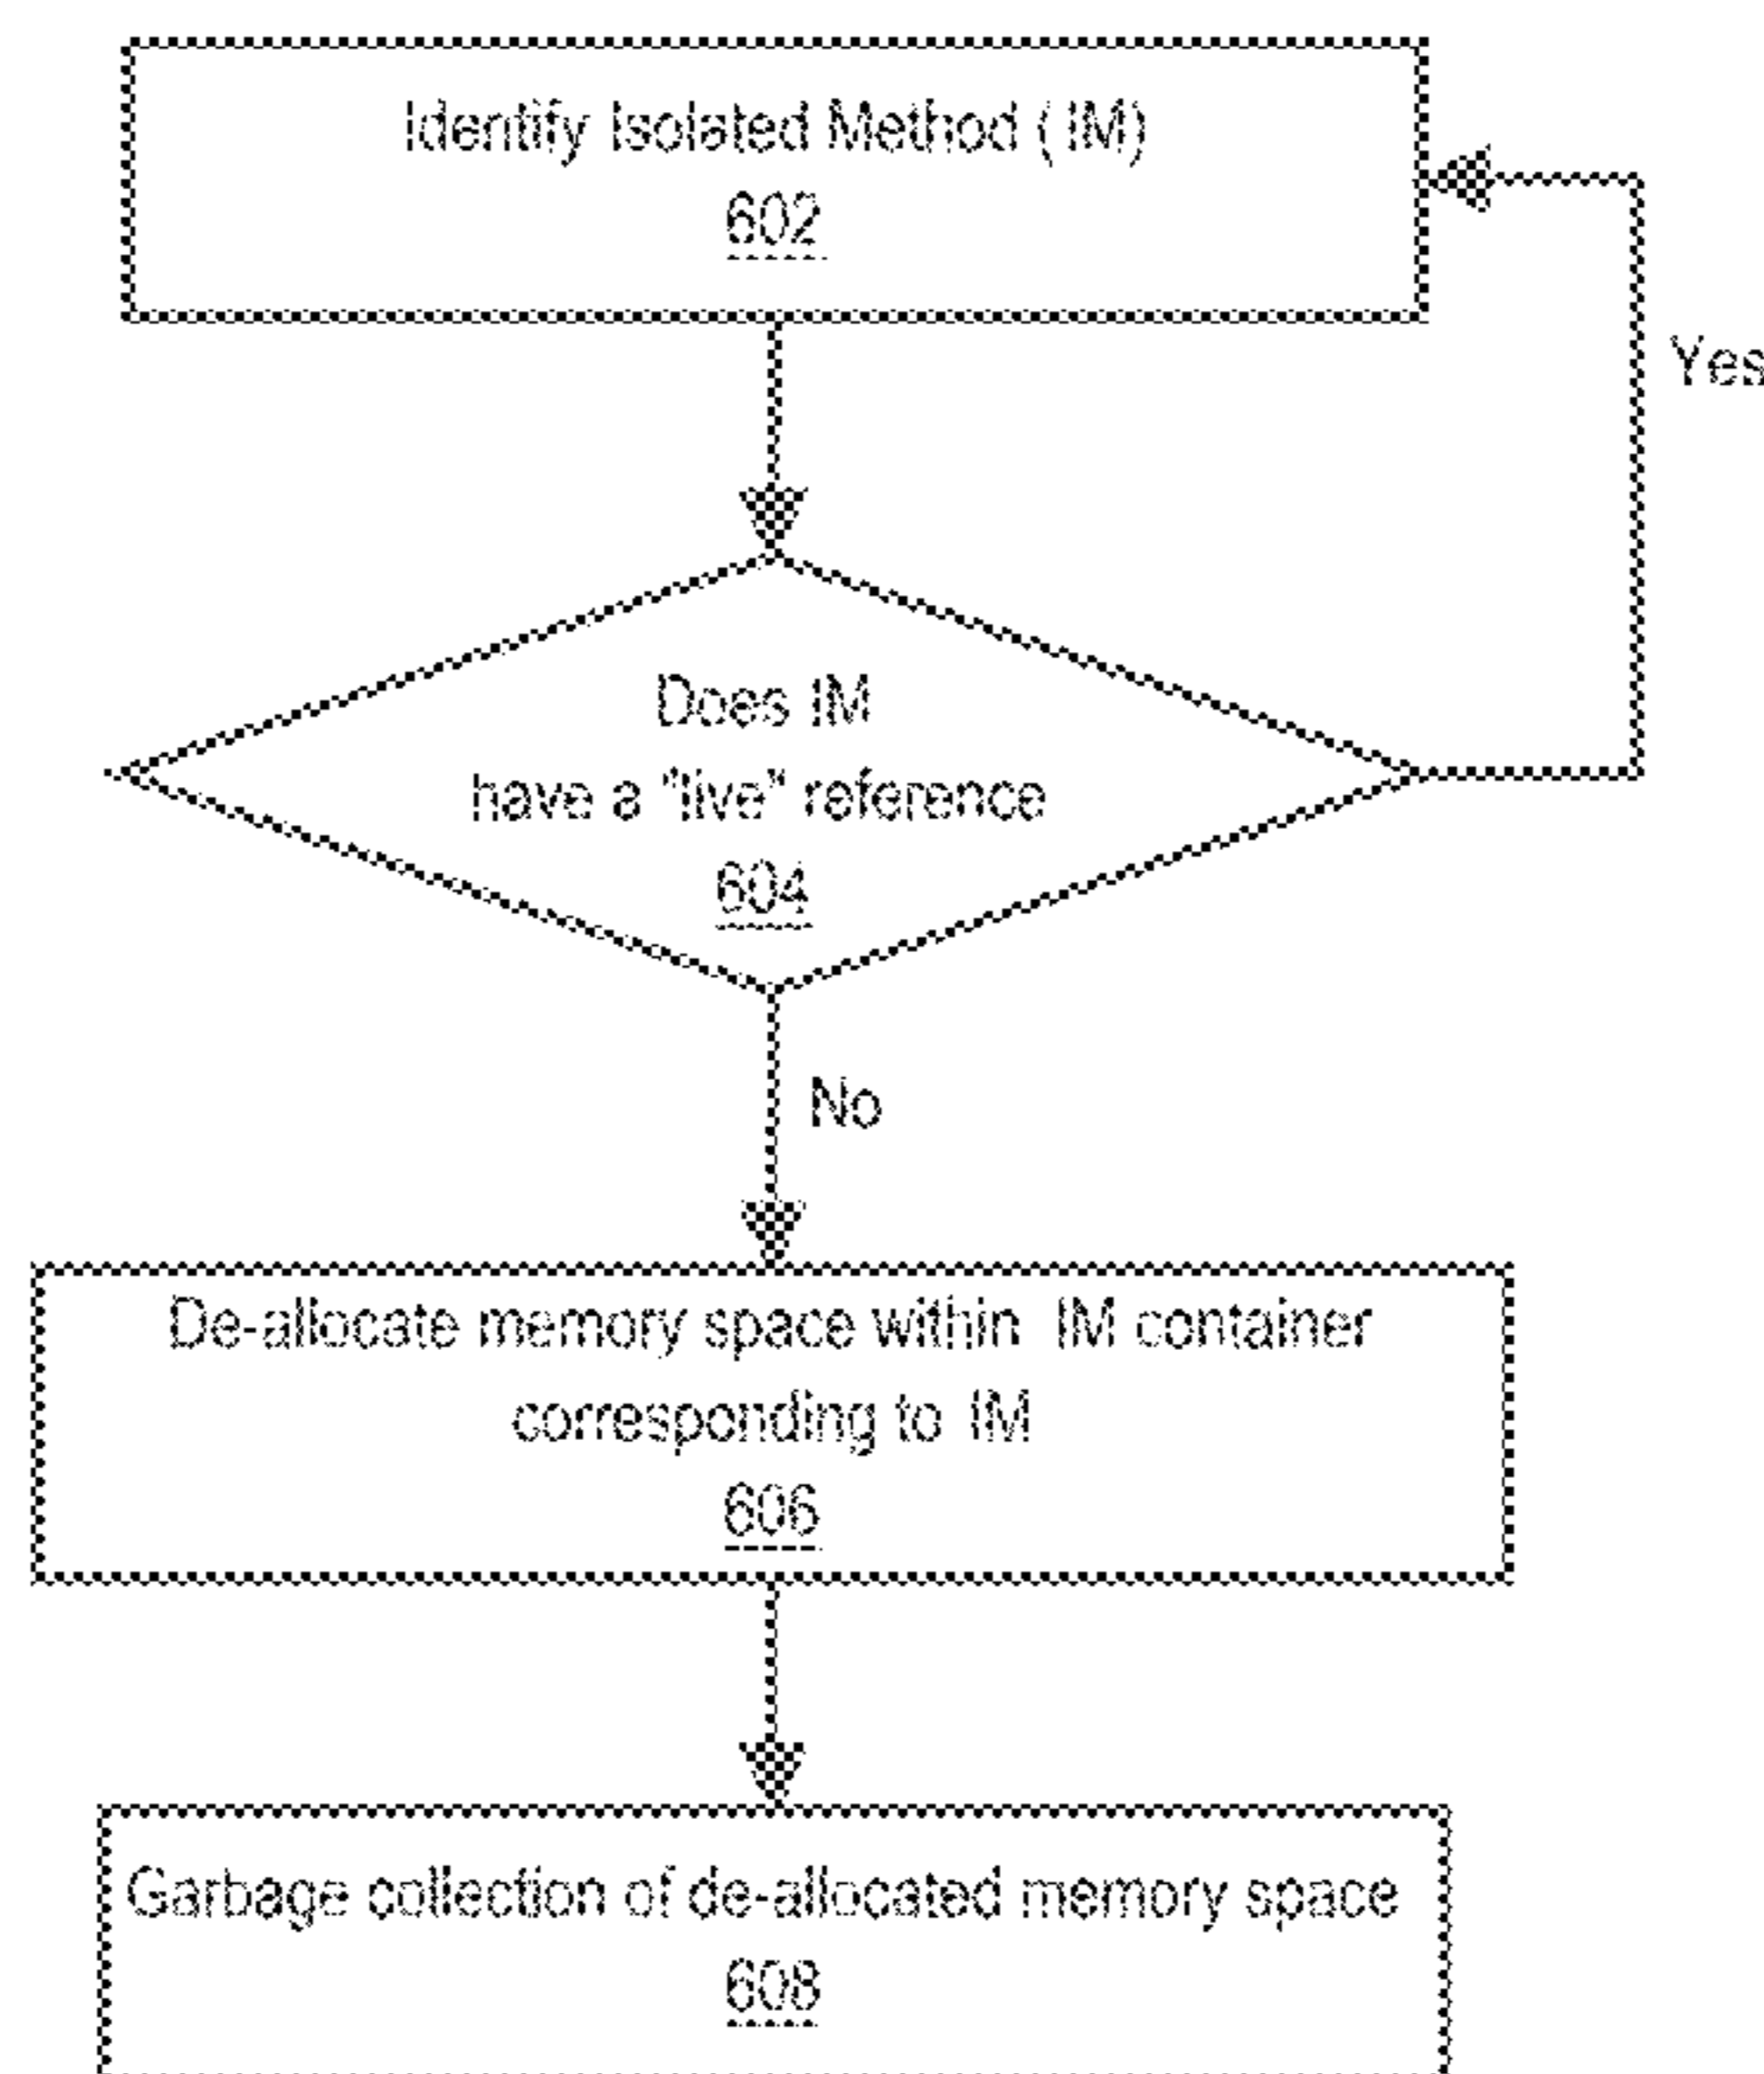 Identify Isolated Method (IM)
602
Yes
Does IM
have a "live" reference
604
No
De-allocate memory space within IM container
corresponding to IM
606
Garbage collection of de-allocated memory space
608